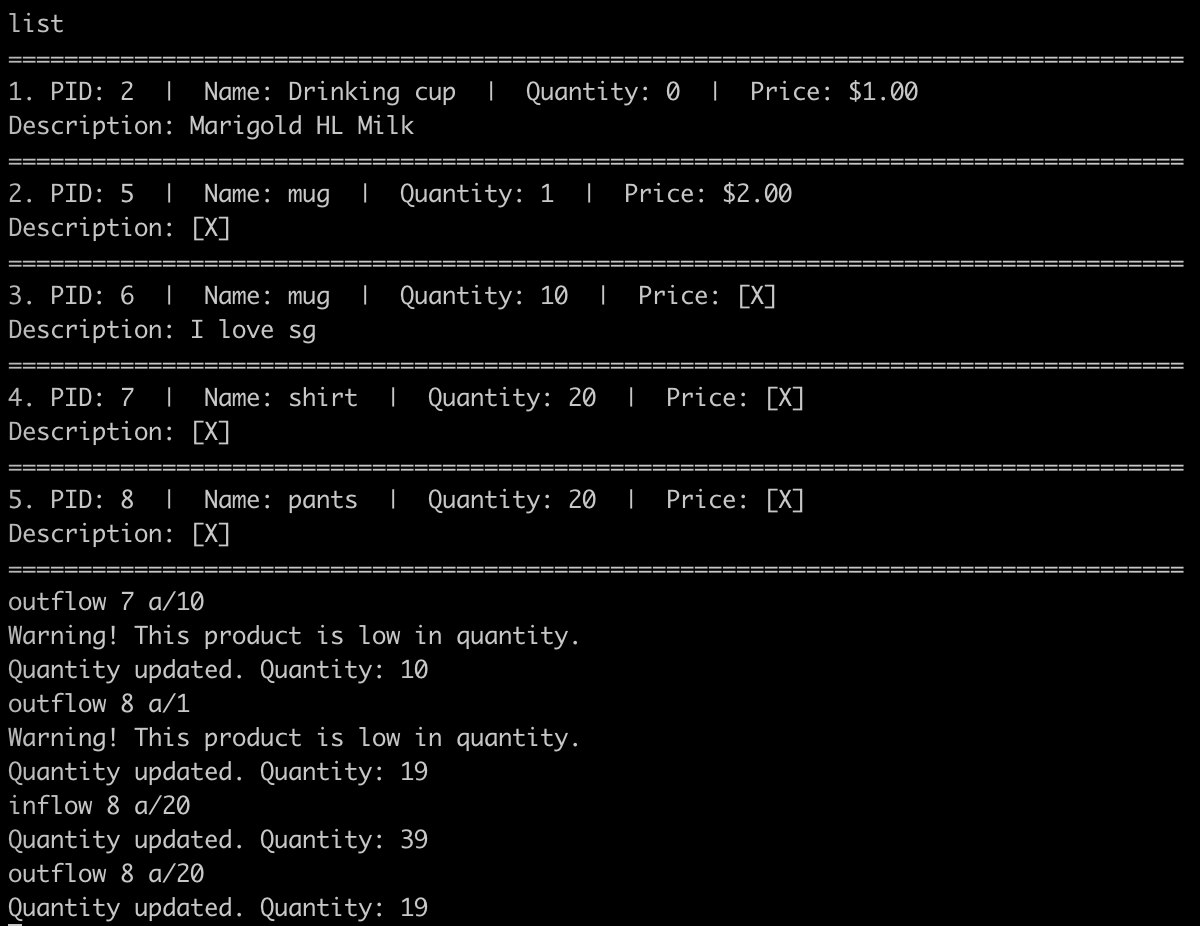 list
====================================================================================
1. PID: 2  |  Name: Drinking cup  |  Quantity: 0  |  Price: $1.00
Description: Marigold HL Milk
====================================================================================
2. PID: 5  |  Name: mug  |  Quantity: 1  |  Price: $2.00
Description: [X]
====================================================================================
3. PID: 6  |  Name: mug  |  Quantity: 10  |  Price: [X]
Description: I love sg
====================================================================================
4. PID: 7  |  Name: shirt  |  Quantity: 20  |  Price: [X]
Description: [X]
====================================================================================
5. PID: 8  |  Name: pants  |  Quantity: 20  |  Price: [X]
Description: [X]
====================================================================================
outflow 7 a/10
Warning! This product is low in quantity.
Quantity updated. Quantity: 10
outflow 8 a/1
Warning! This product is low in quantity.
Quantity updated. Quantity: 19
inflow 8 a/20
Quantity updated. Quantity: 39
outflow 8 a/20
Quantity updated. Quantity: 19